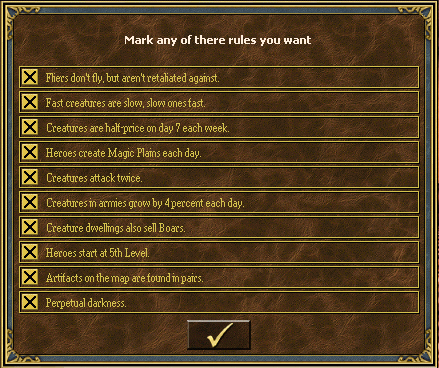 Mark any of there rules you want
Fliers don't fly, but aren't retaliated against.
Fast creatures are slow, slow ones fast.
Creatures are half-price on day 7 each week.
Heroes create Magic Plains each day.
Creatures attack twice.
Creatures in armies grow by 4 percent each day.
Creature dwellings also sell Boars.
Heroes start at 5th Level.
Artifacts on the map are found in pairs.
Perpetual darkness.